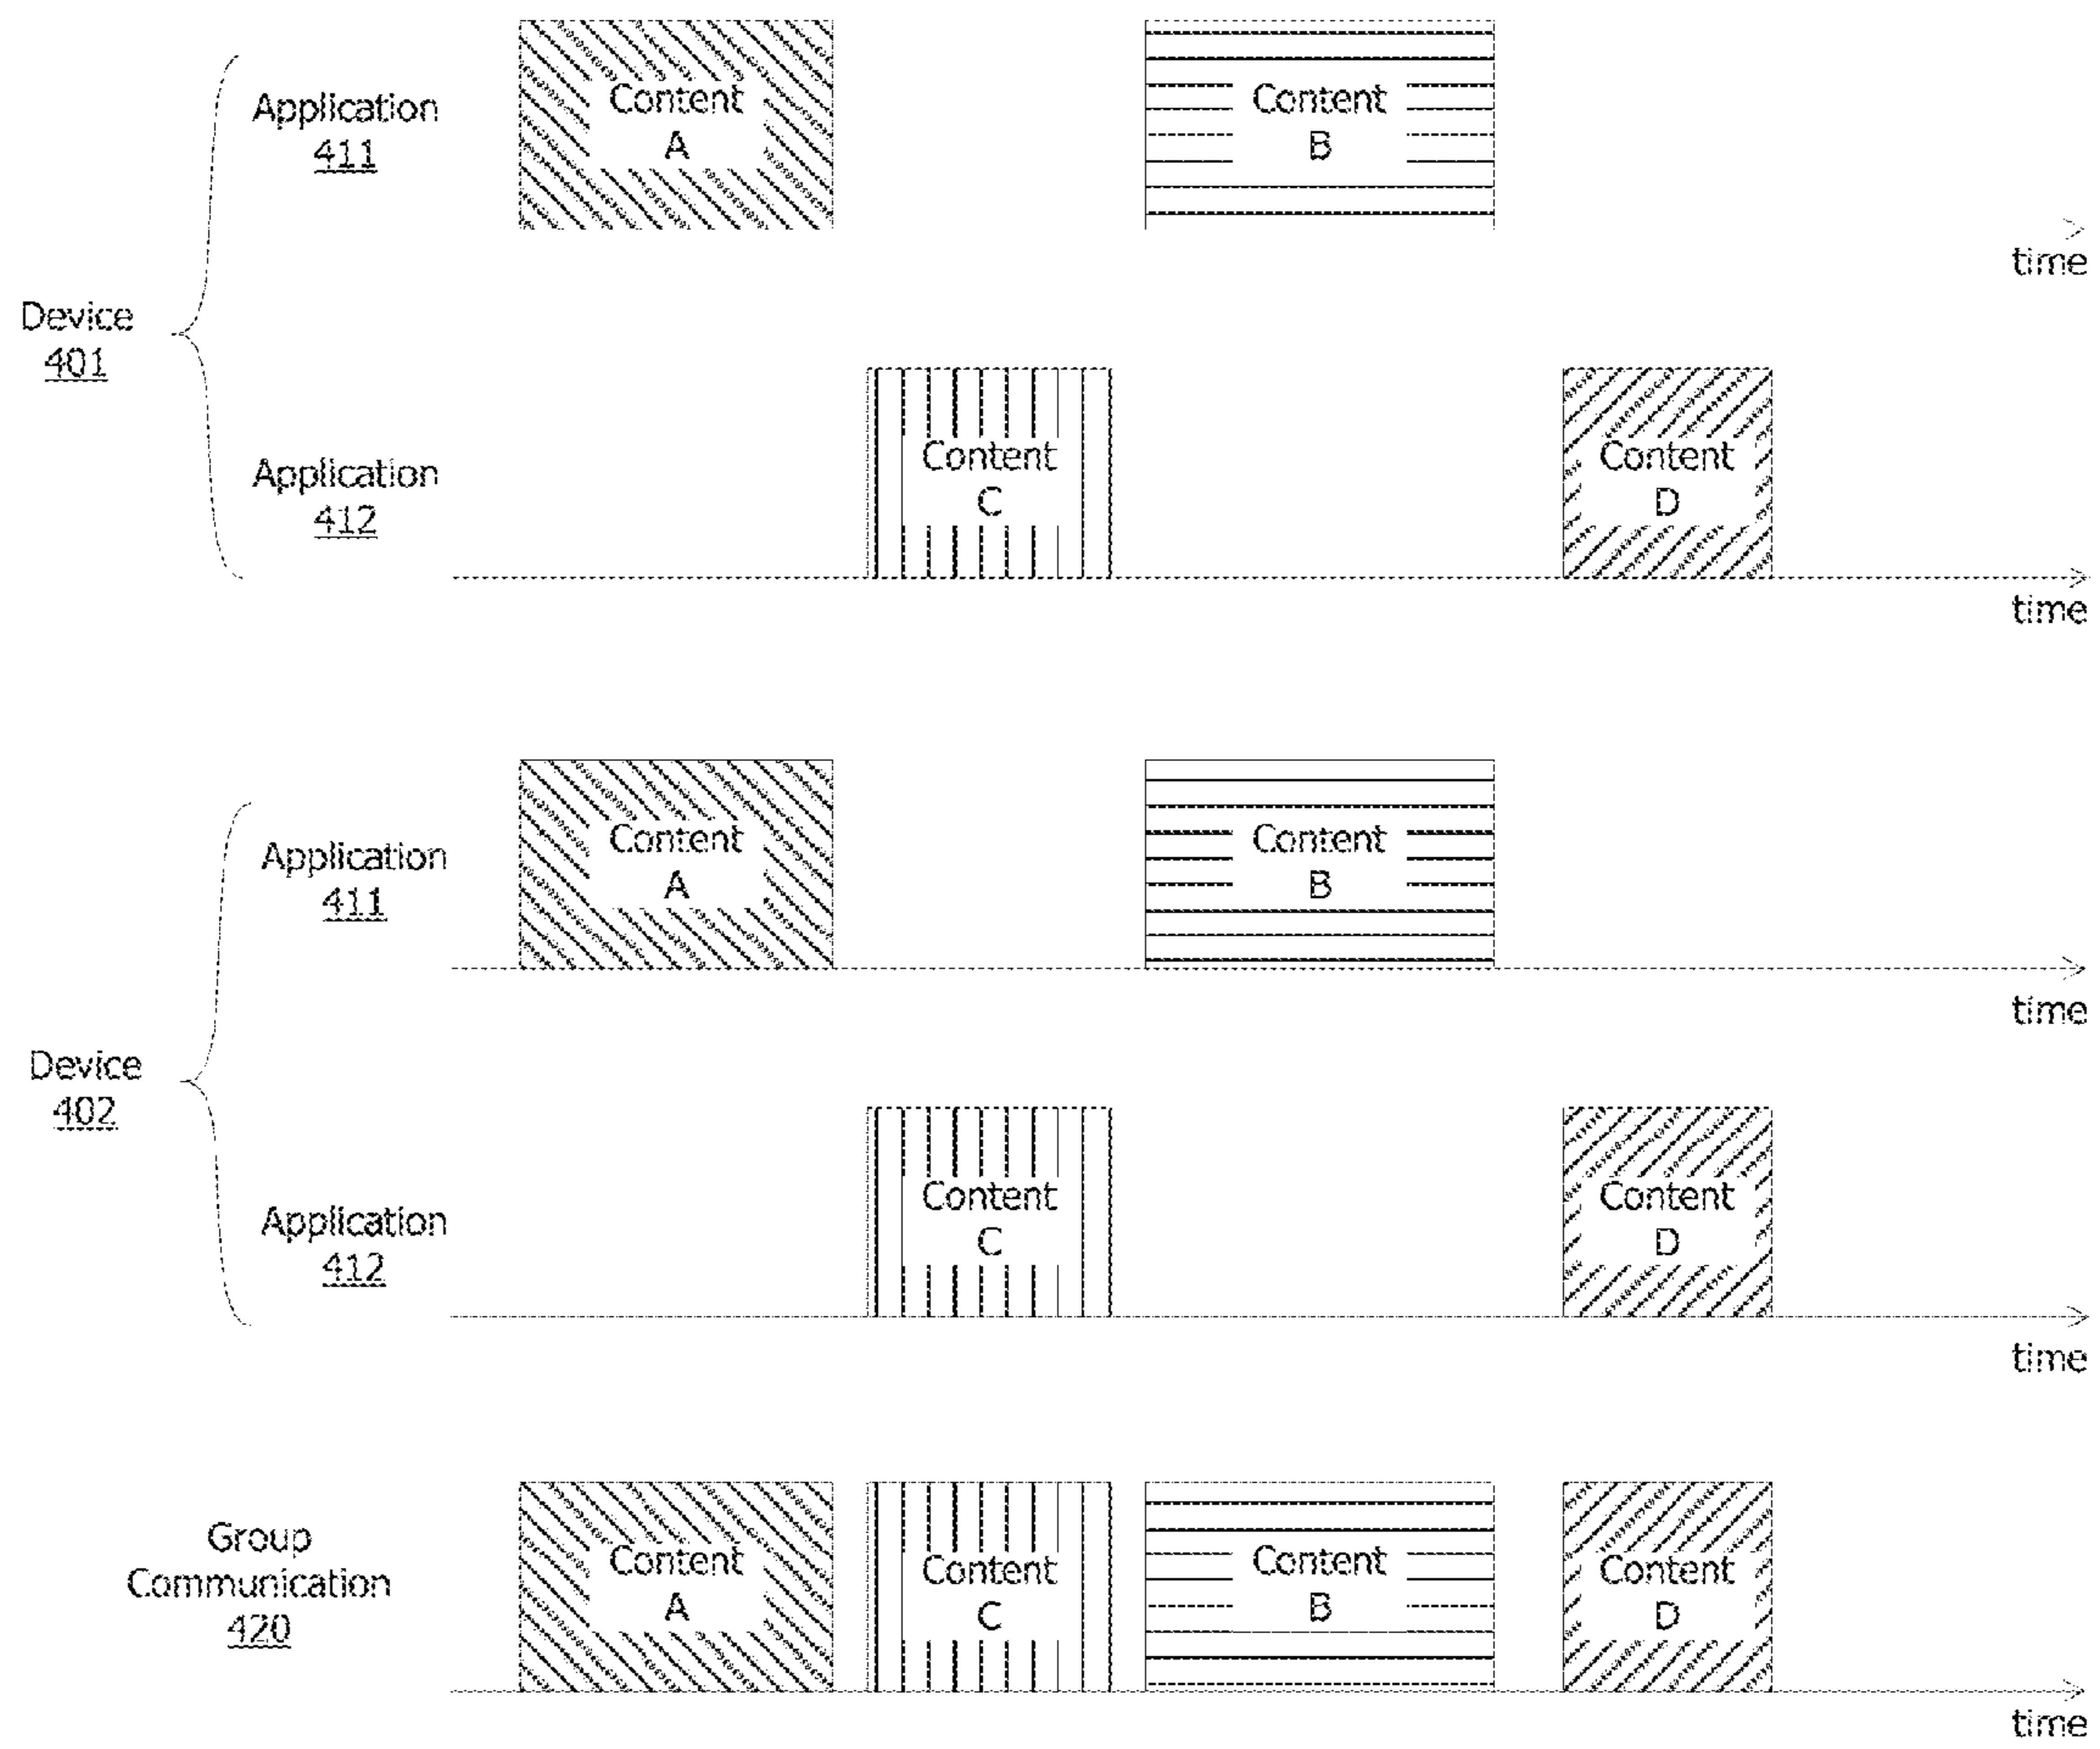 Application
411
Content
A
Content
B
time
Device
401
Application
412
Content
C
Content
D
time
Application
411
Content
A
Content
B
time
Device
402
Application
412
Content
C
Content
D
time
Group
Communication
420
Content
A
Content
C
Content
B
Content
D
time